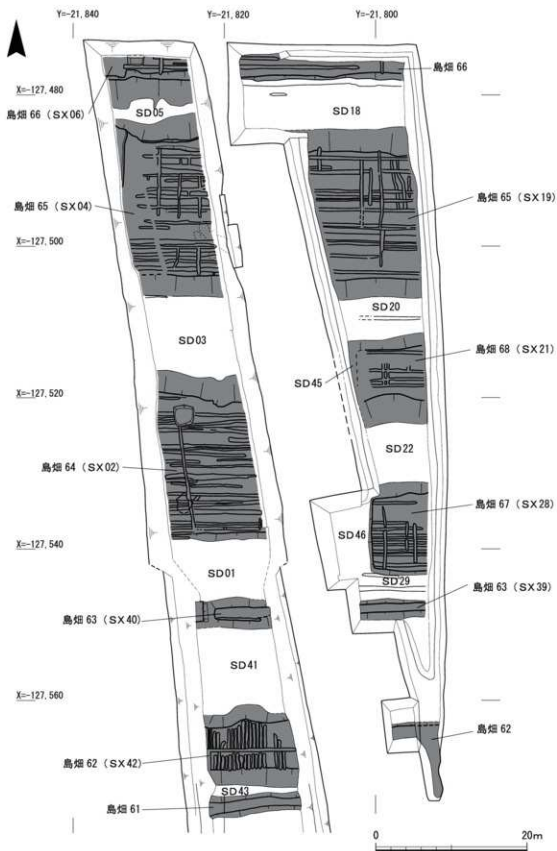 Y=-21,840
Y=-21,820
Y=-21,800
X=-127,480
島畑 66
島畑 66（SX06）
SD05
SD18
島畑 65（SX04）
島畑 65（SX19）
X=-127,500
SD20
SD03
島畑 68（SX21）
SD45
X=-127,520
SD22
島畑 64（SX02）
島畑 67（SX28）
X=-127,540
SD46
SD01
SD29
島畑 63（SX39）
島畑 63（SX40）
SD41
X=-127,560
島畑 62
島畑 62（SX42）
SD43
島畑 61
0
20m